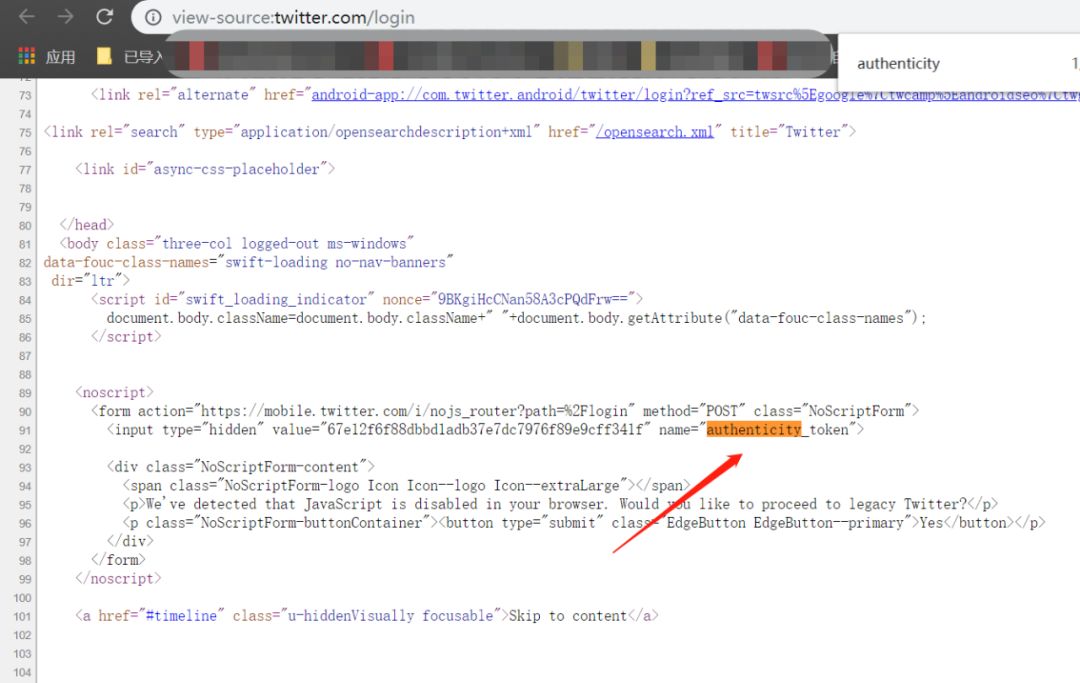 view-source:twitter.com/login
应用 已导入
authenticity
73 <link rel="alternate" href="android-app://com.twitter.android/twitter/login?ref_src=twsrc%5Egoogle%7Ctwcamp%5Eandroidseo%7Ctwg
74
75 <link rel="search" type="application/opensearchdescription+xml" href="/opensearch.xml" title="Twitter">
76
77 <link id="async-css-placeholder">
78
79
80 </head>
81 <body class="three-col logged-out ms-windows"
82 data-fouc-class-names="swift-loading no-nav-banners"
83 dir="ltr">
84 <script id="swift_loading_indicator" nonce="9BKgiHcCNan58A3cPQdFrw==">
85 document.body.className=document.body.className+" "+document.body.getAttribute("data-fouc-class-names");
86 </script>
87
88
89 <noscript>
90 <form action="https://mobile.twitter.com/i/nojs_router?path=%2Flogin" method="POST" class="NoScriptForm">
91 <input type="hidden" value="67e12f6f88dbbd1adb37e7dc7976f89e9cff341f" name="authenticity_token">
92
93 <div class="NoScriptForm-content">
94 <span class="NoScriptForm-logo Icon Icon--logo Icon--extraLarge"></span>
95 <p>We've detected that JavaScript is disabled in your browser. Would you like to proceed to legacy Twitter?</p>
96 <p class="NoScriptForm-buttonContainer"><button type="submit" class="EdgeButton EdgeButton--primary">Yes</button></p>
97 </div>
98 </form>
99 </noscript>
100
101 <a href="#timeline" class="u-hiddenVisually focusable">Skip to content</a>
102
103
104